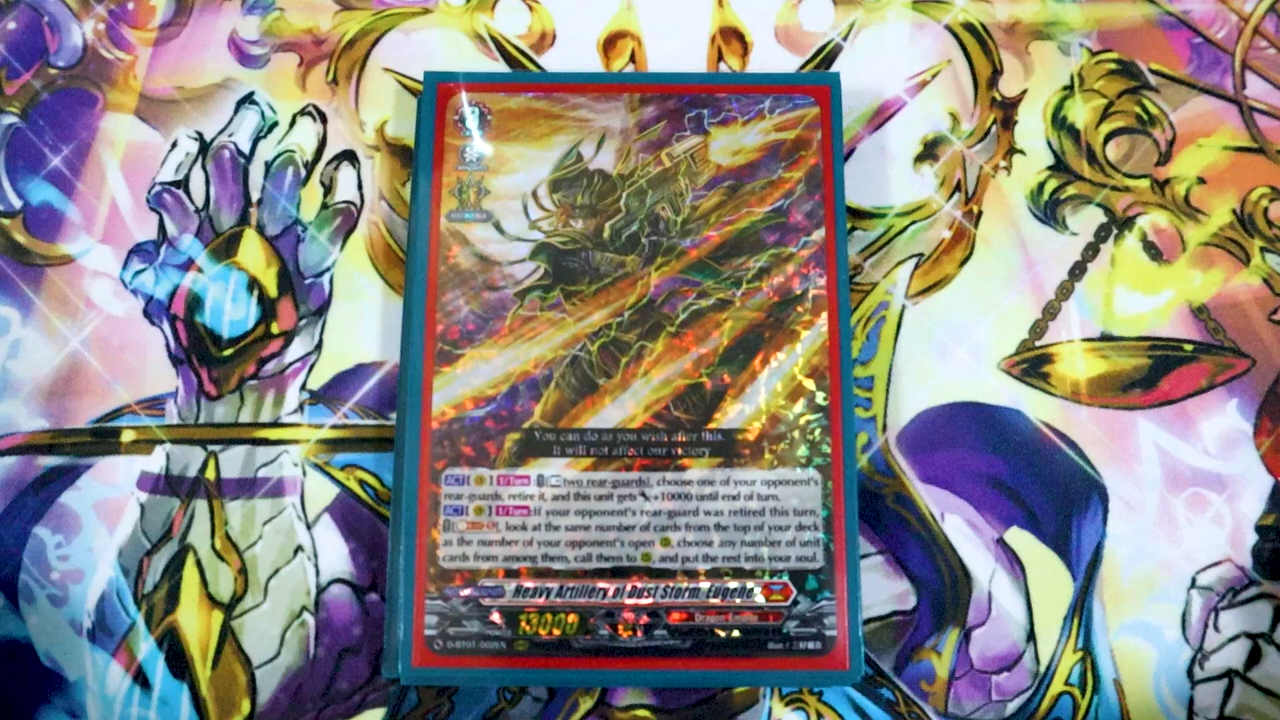 You can do as you wish after this.
It will not affect our victory
ACT 1/Turn: two rear-guards], choose one of your opponent's
rear-guards, retire it, and this unit gets +10000 until end of turn.
ACT 1/Turn:If your opponent's rear-guard was retired this turn,
look at the same number of cards from the top of your deck
as the number of your opponent's open , choose any number of unit
cards from among them, call them to , and put the rest into your soul.
Heavy Artillery of Dust Storm, Eugene
13000
Dragon Empire
D-BT01-002EN